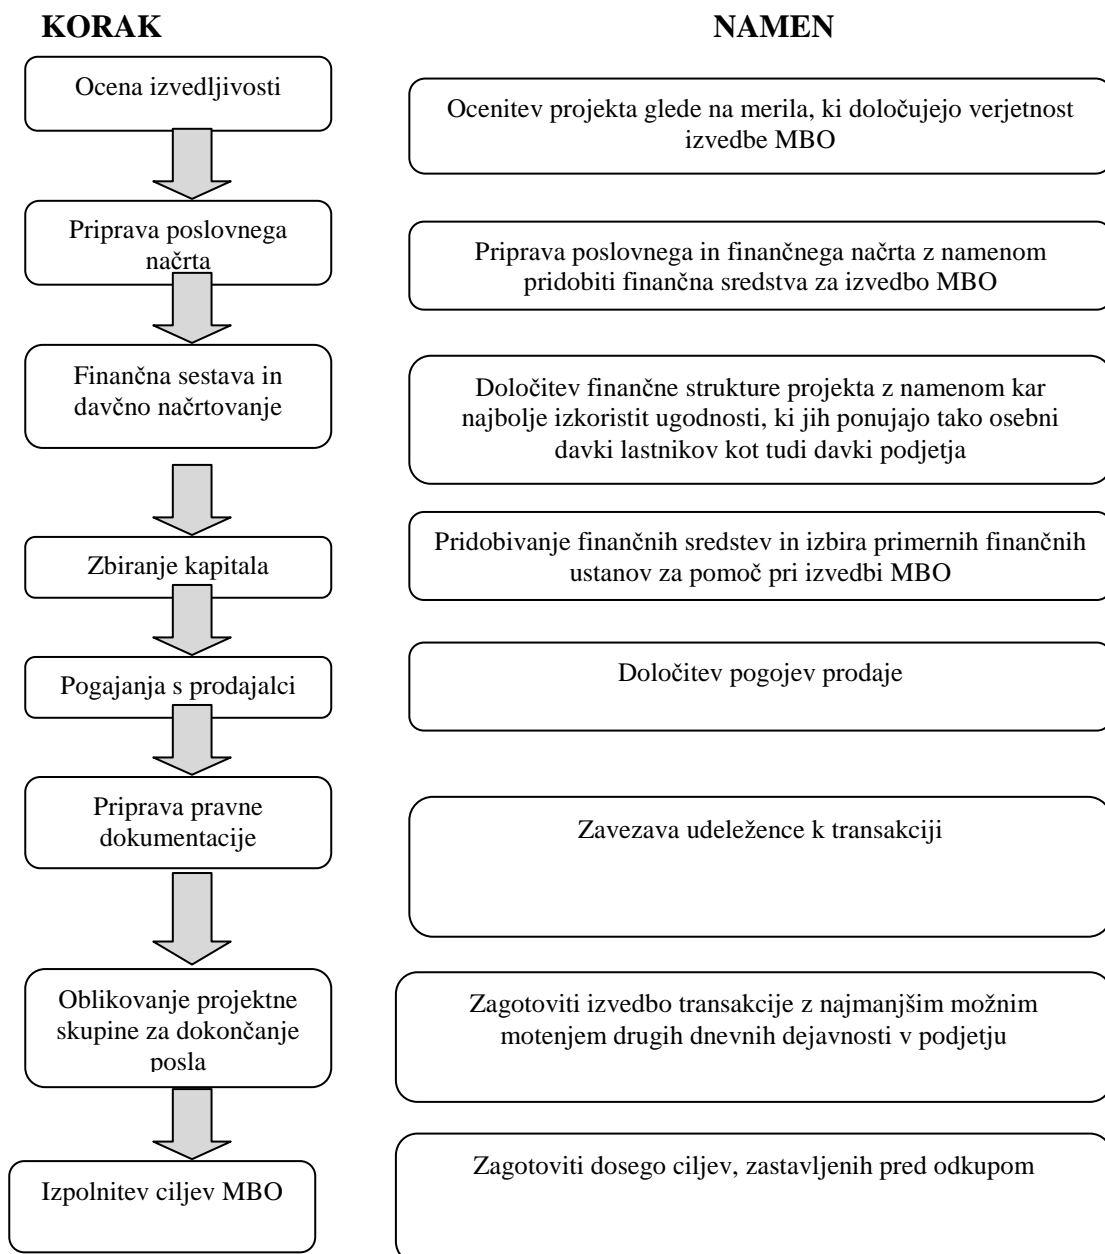 KORAK
NAMEN
Ocena izvedljivosti
Ocenitev projekta glede na merila, ki določujejo verjetnost
izvedbe MBO
Priprava poslovnega
načrta
Priprava poslovnega in finančnega načrta z namenom
pridobiti finančna sredstva za izvedbo MBO
Finančna sestava in
davčno načrtovanje
Določitev finančne strukture projekta z namenom kar
najbolje izkoristit ugodnosti, ki jih ponujajo tako osebni
davki lastnikov kot tudi davki podjetja
Zbiranje kapitala
Pridobivanje finančnih sredstev in izbira primernih finančnih
ustanov za pomoč pri izvedbi MBO
Pogajanja s prodajalci
Določitev pogojev prodaje
Priprava pravne
dokumentacije
Zavezava udeležence k transakciji
Oblikovanje projektne
skupine za dokončanje
posla
Zagotoviti izvedbo transakcije z najmanjšim možnim
motenjem drugih dnevnih dejavnosti v podjetju
Izpolnitev ciljev MBO
Zagotoviti dosego ciljev, zastavljenih pred odkupom